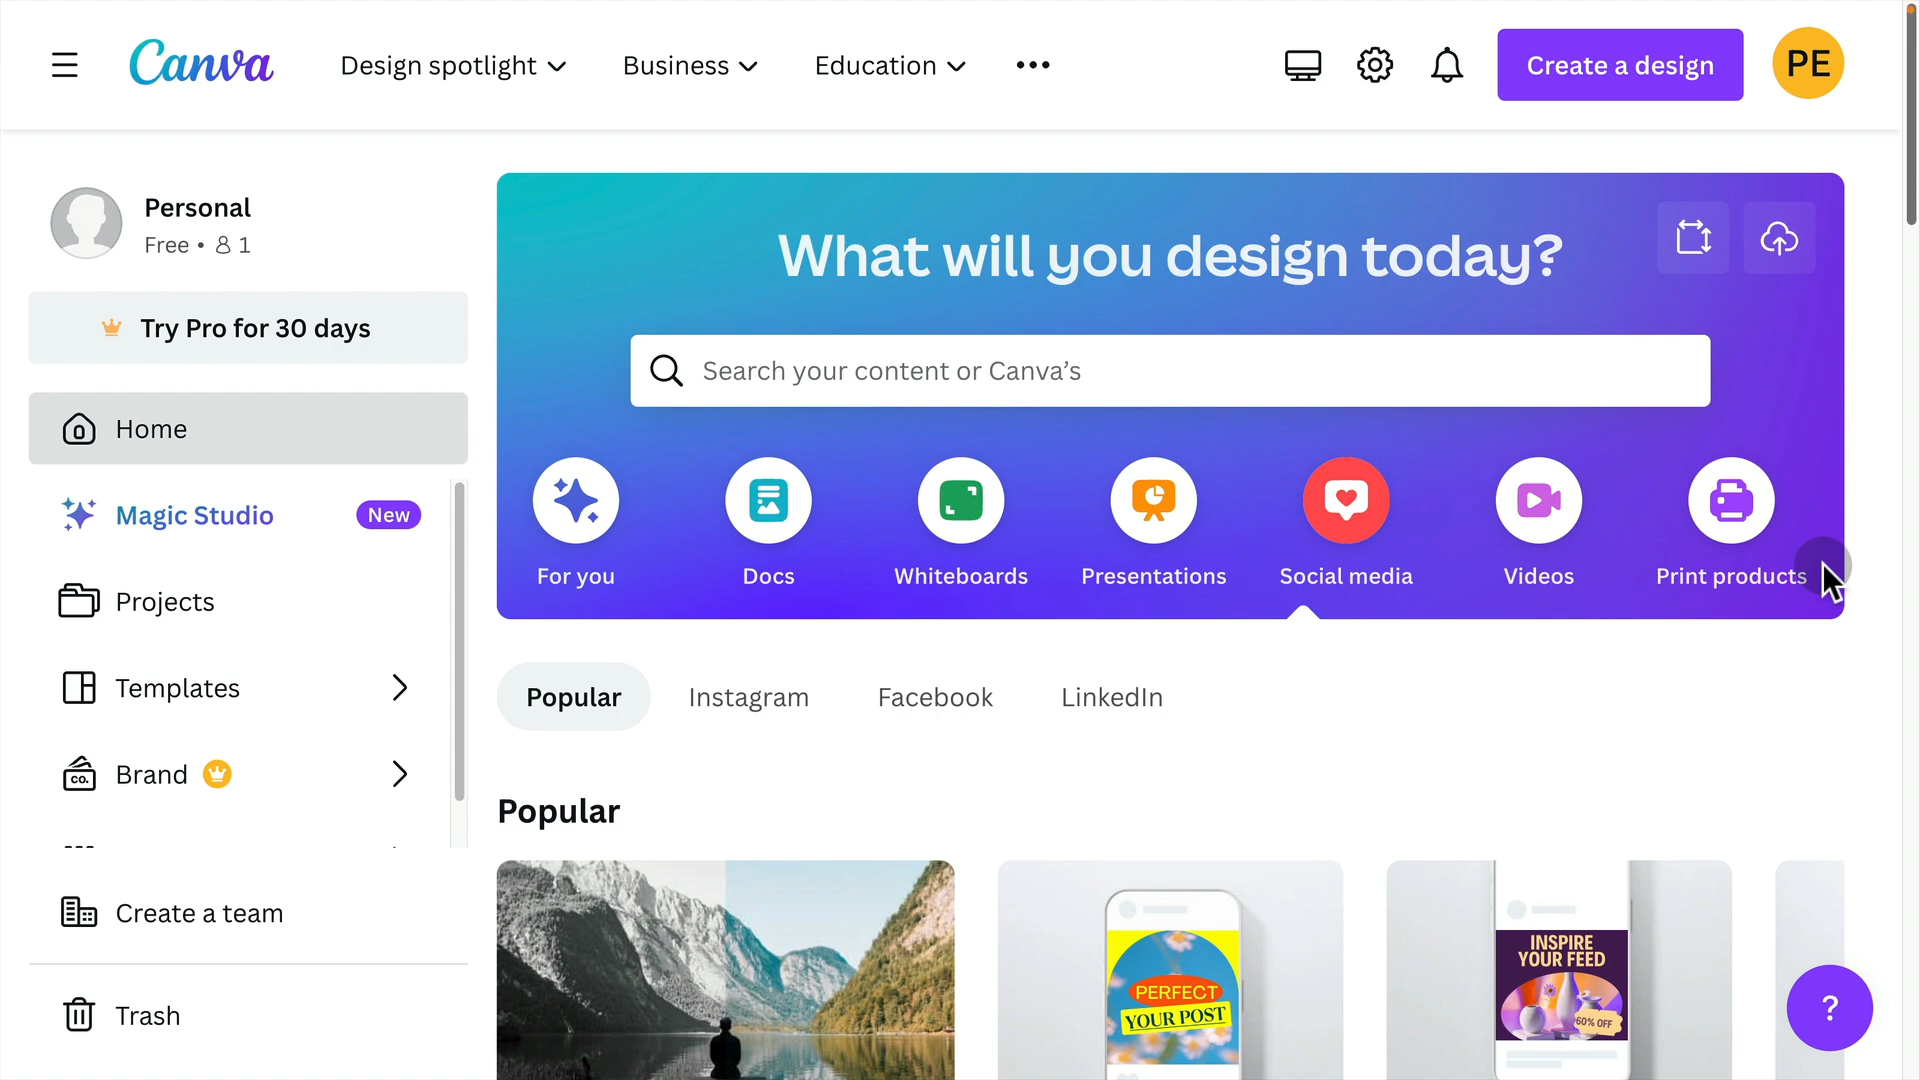 Canva
Design spotlight
Business
Education
Create a design
PE
Personal
Free • 1
Try Pro for 30 days
Home
Magic Studio
New
Projects
Templates
Brand
CO.
Create a team
Trash
What will you design today?
Search your content or Canva’s
For you
Docs
Whiteboards
Presentations
Social media
Videos
Print products
Popular
Instagram
Facebook
LinkedIn
Popular
PERFECT
YOUR POST
INSPIRE
YOUR FEED
60% OFF
?